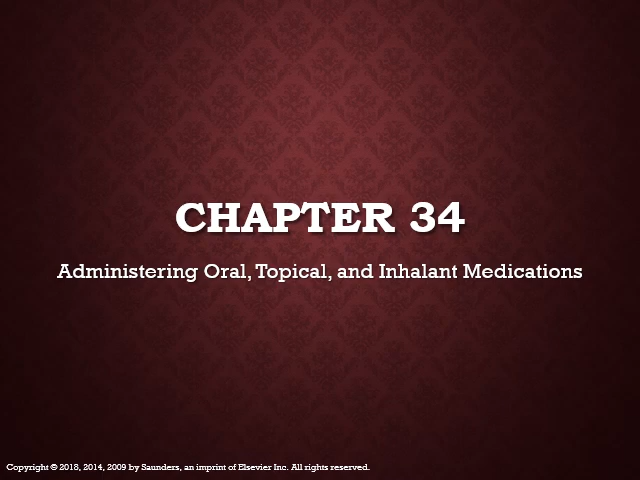 CHAPTER 34
Administering Oral, Topical, and Inhalant Medications
Copyright © 2018, 2014, 2009 by Saunders, an imprint of Elsevier Inc. All rights reserved.